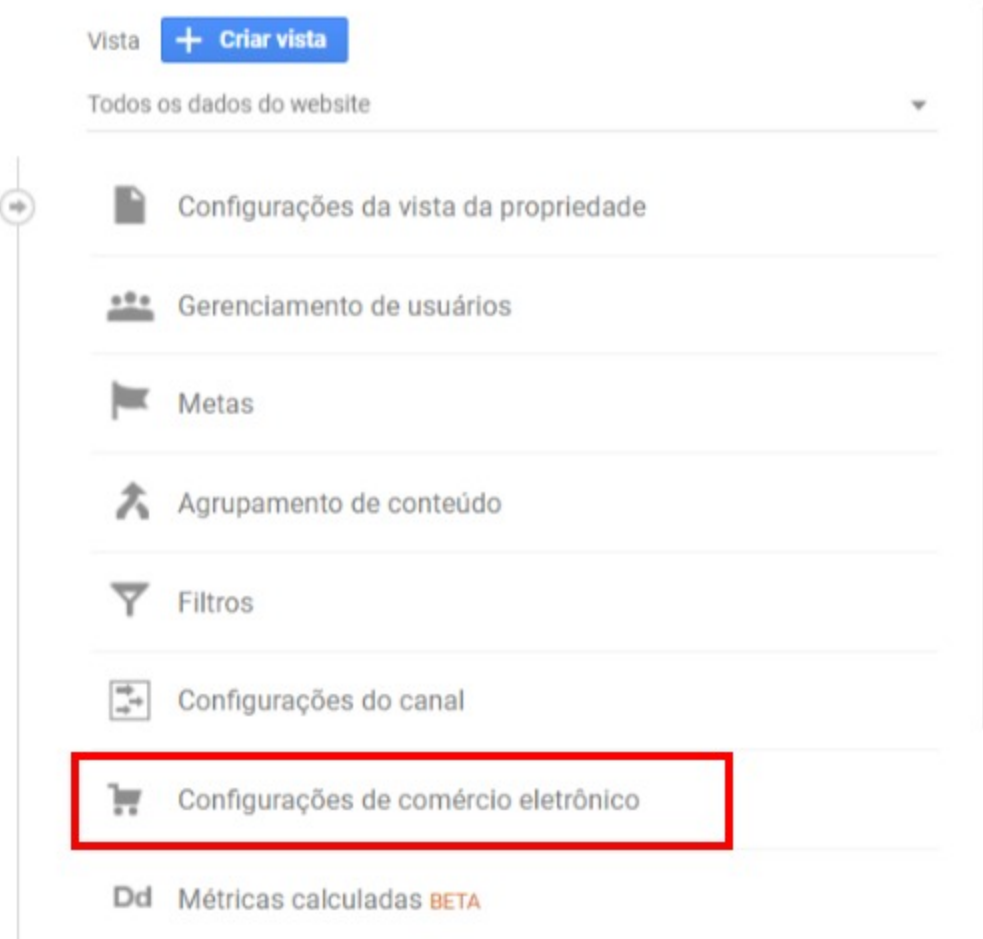 Vista + Criar vista
Todos os dados do website
Configurações da vista da propriedade
Gerenciamento de usuários
Metas
Agrupamento de conteúdo
Filtros
Configurações do canal
Configurações de comércio eletrônico
Dd Métricas calculadas BETA